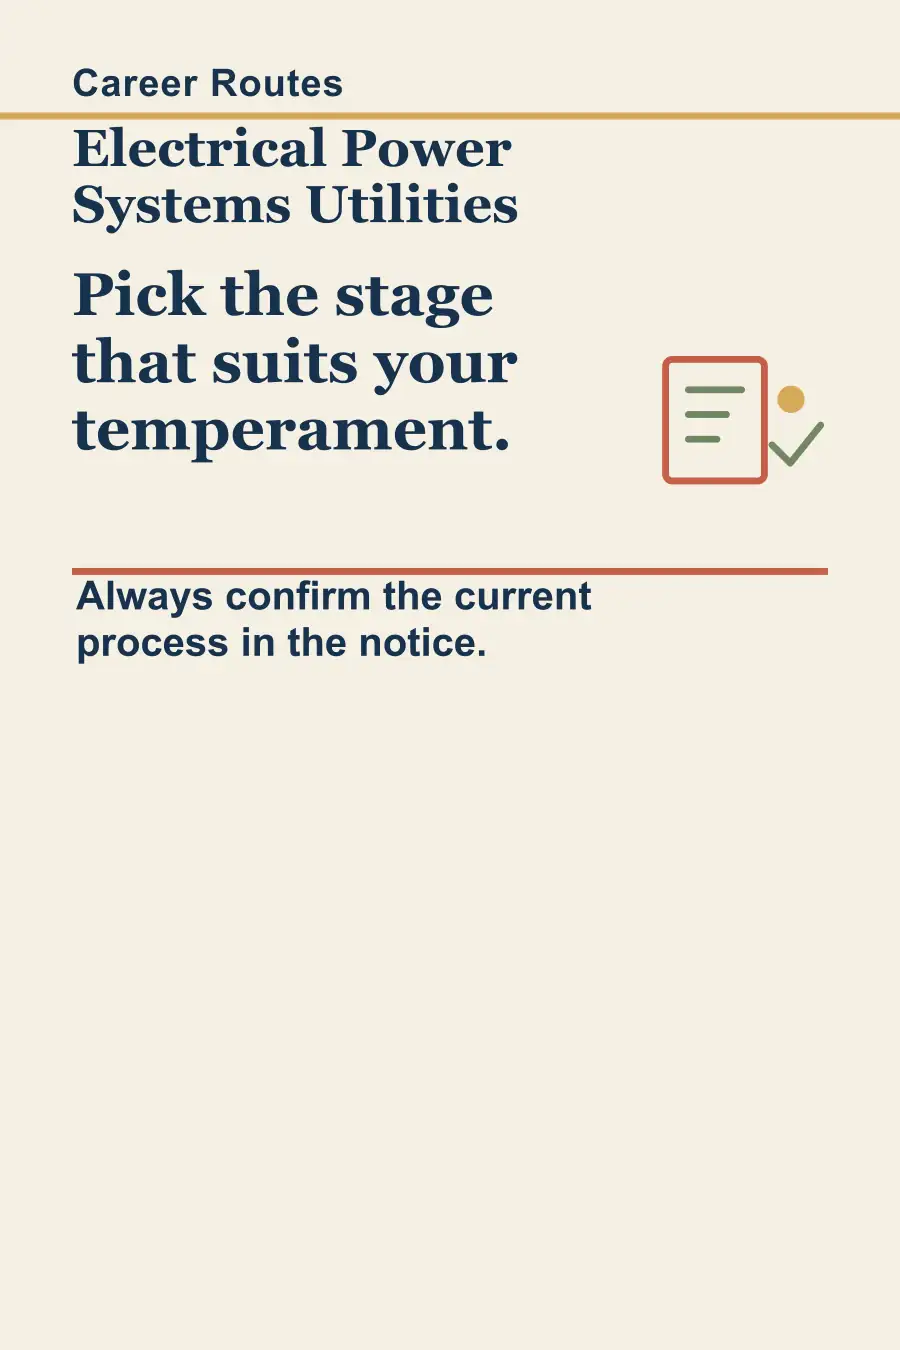 Career Routes
Electrical Power
Systems Utilities
Pick the stage
that suits your
temperament.
Always confirm the current
process in the notice.